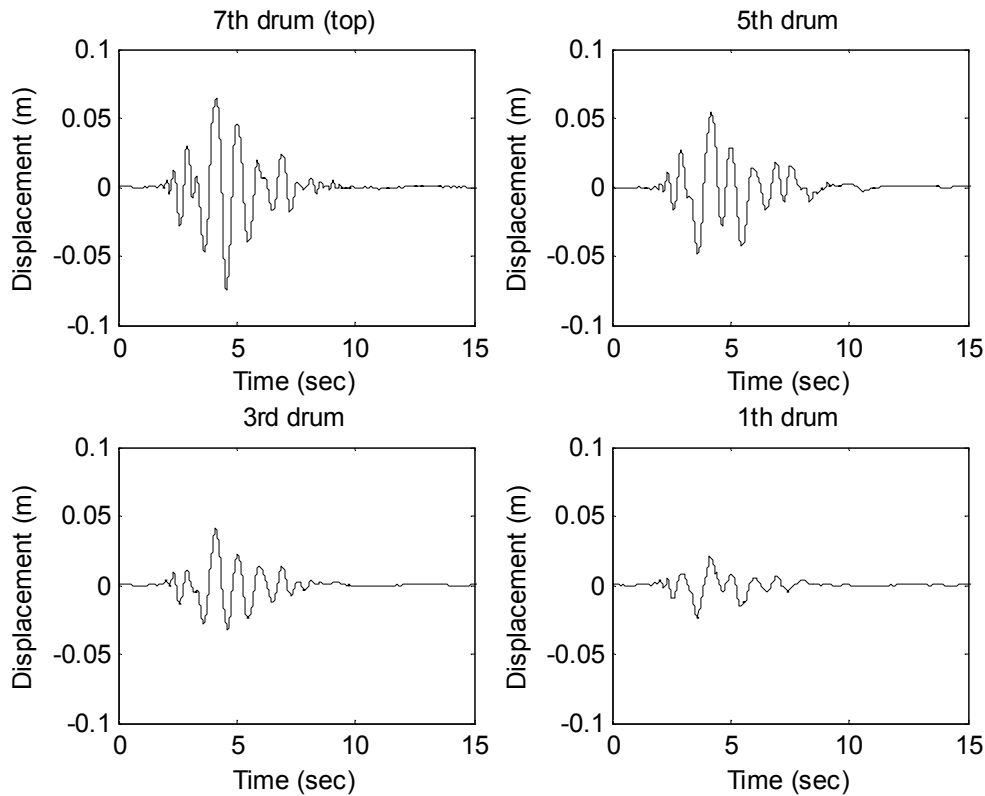 7th drum (top)
0.1
0.05
0
-0.05
-0.1
Displacement (m)
0 5 10 15
Time (sec)
5th drum
0.1
0.05
0
-0.05
-0.1
Displacement (m)
0 5 10 15
Time (sec)
3rd drum
0.1
0.05
0
-0.05
-0.1
Displacement (m)
0 5 10 15
Time (sec)
1th drum
0.1
0.05
0
-0.05
-0.1
Displacement (m)
0 5 10 15
Time (sec)